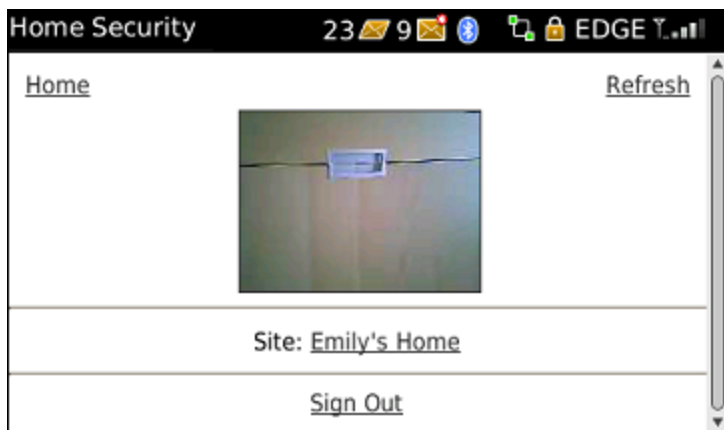 Home Security 23 9 EDGE
Home Refresh
Site: Emily's Home
Sign Out